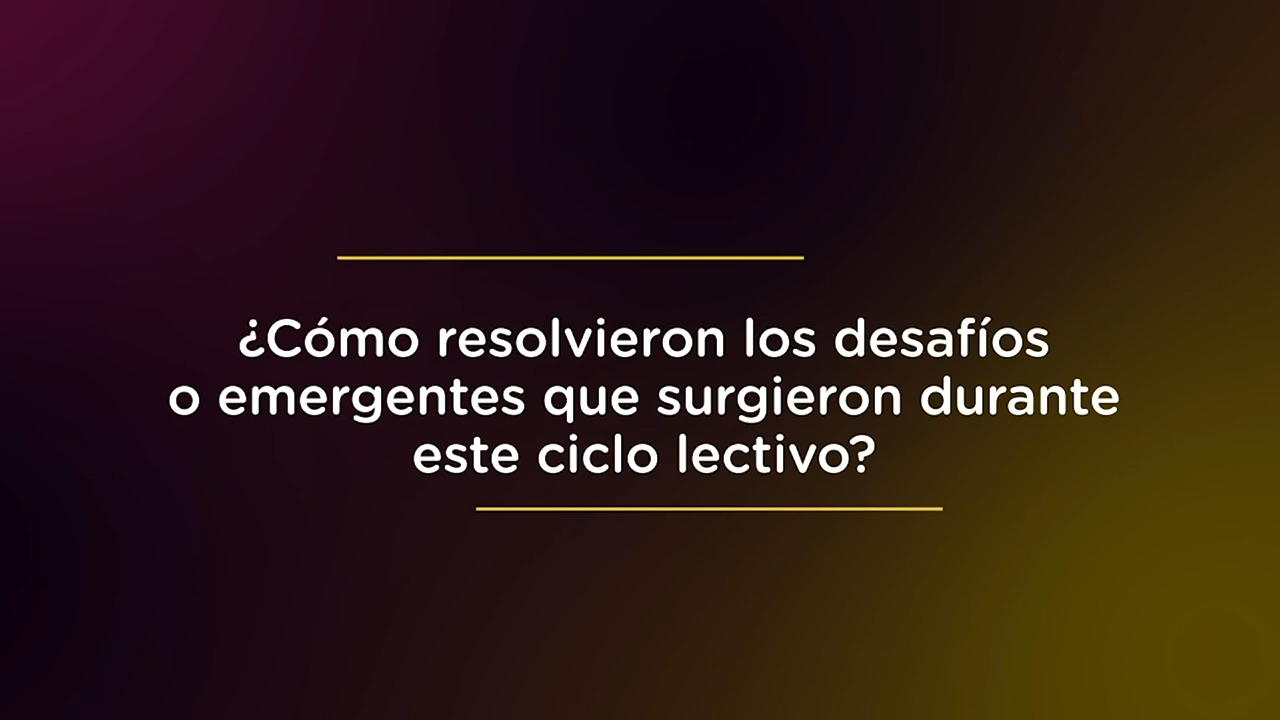 ¿Cómo resolvieron los desafíos
o emergentes que surgieron durante
este ciclo lectivo?